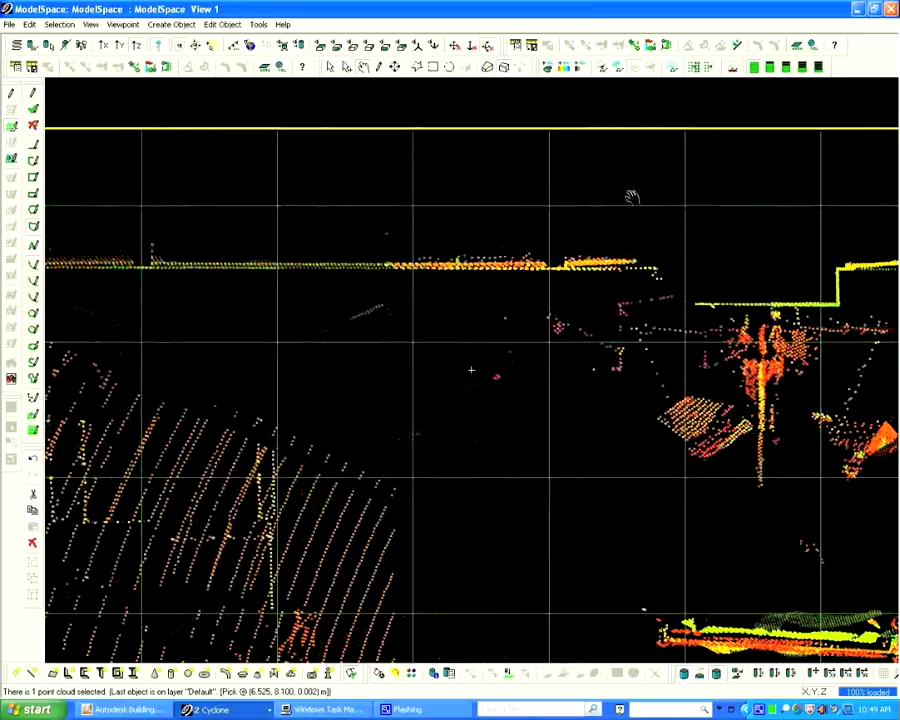 ModelSpace: ModelSpace : ModelSpace View 1
File Edit Selection View Viewpoint Create Object Edit Object Tools Help
There is 1 point cloud selected. [Last object is on layer "Default". [Pick @ (6.525, 8.100, 0.002) m]
X,Y,Z
100% loaded
start
Autodesk Building...
2 Cyclone
Windows Task Ma...
Flashing
10:49 AM